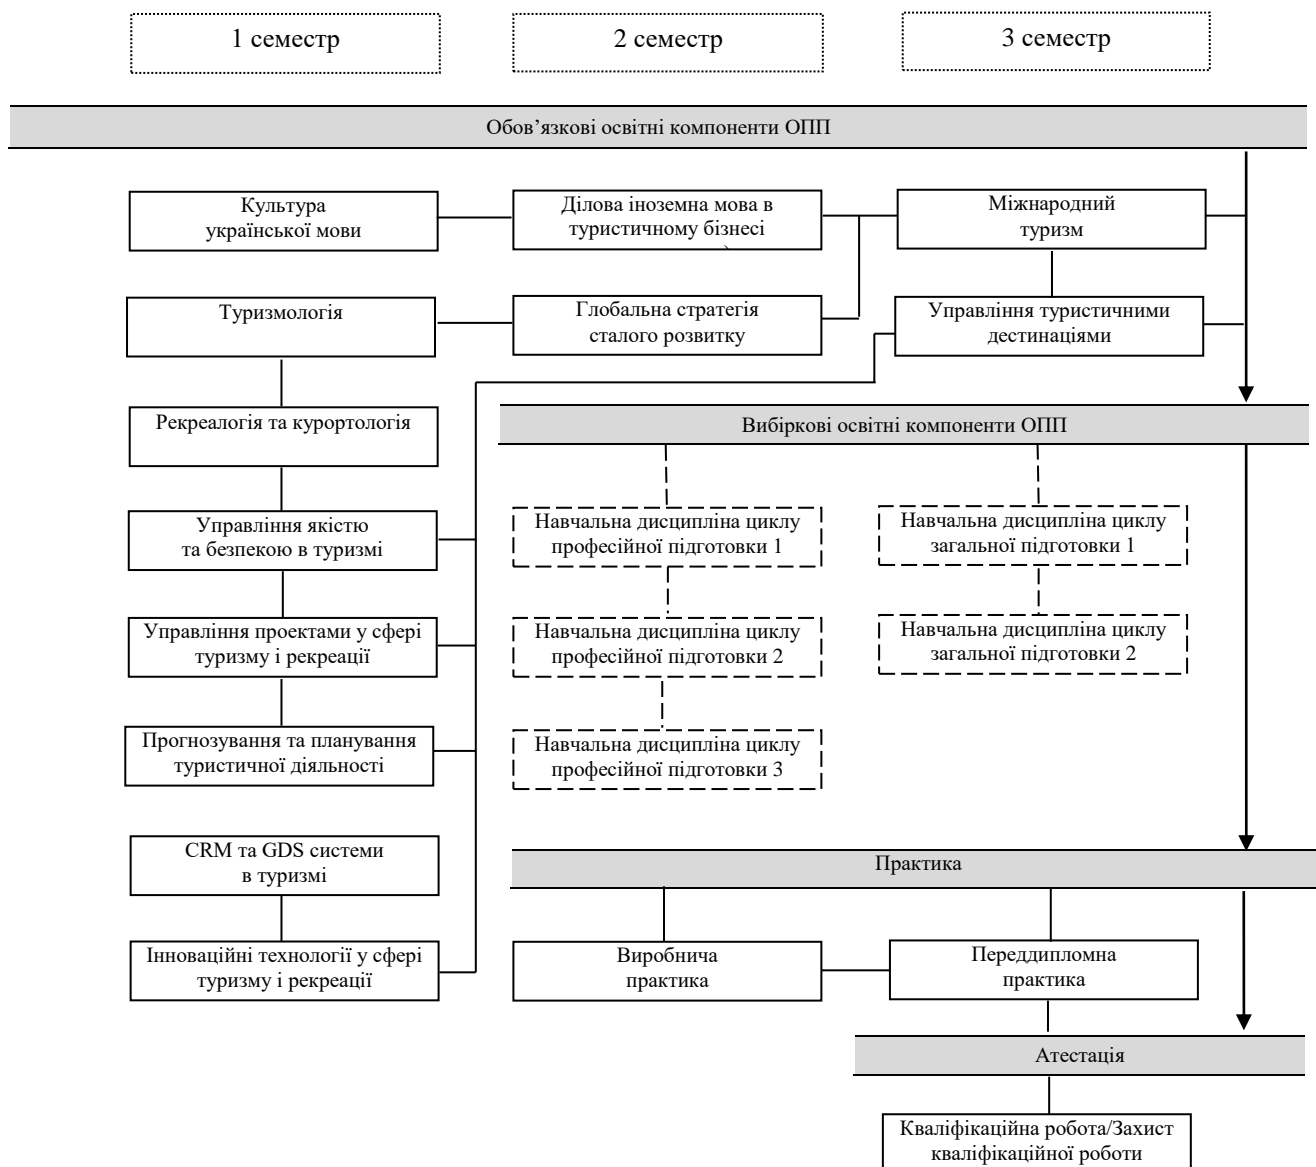 1 семестр
2 семестр
3 семестр
Обов’язкові освітні компоненти ОПП
Культура
української мови
Ділова іноземна мова в
туристичному бізнесі
Міжнародний
туризм
Туризмологія
Глобальна стратегія
сталого розвитку
Управління туристичними
дестинаціями
Рекреалогія та курортологія
Вибіркові освітні компоненти ОПП
Управління якістю
та безпекою в туризмі
Навчальна дисципліна циклу
професійної підготовки 1
Навчальна дисципліна циклу
загальної підготовки 1
Управління проектами у сфері
туризму і рекреації
Навчальна дисципліна циклу
професійної підготовки 2
Навчальна дисципліна циклу
загальної підготовки 2
Прогнозування та планування
туристичної діяльності
Навчальна дисципліна циклу
професійної підготовки 3
CRM та GDS системи
в туризмі
Практика
Інноваційні технології у сфері
туризму і рекреації
Виробнича
практика
Переддипломна
практика
Атестація
Кваліфікаційна робота/Захист
кваліфікаційної роботи